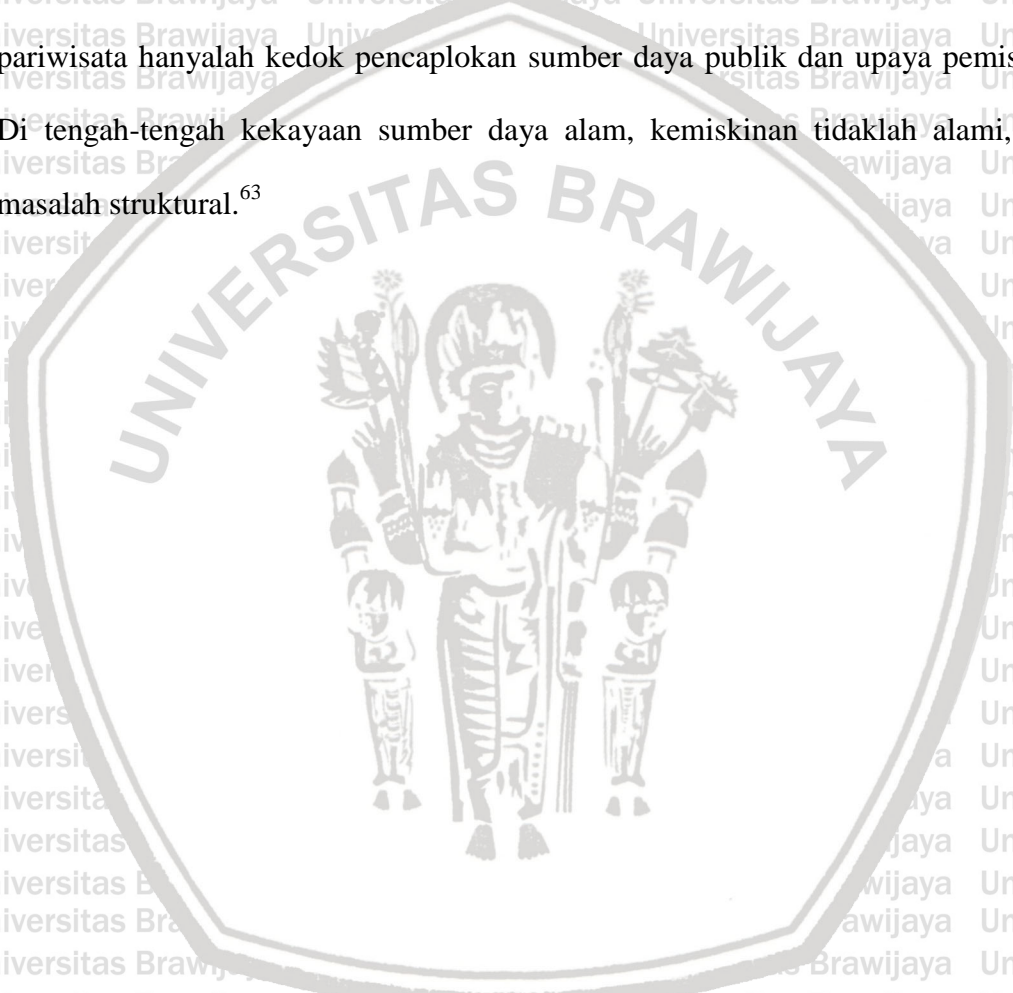 pariwisata hanyalah kedok pencaplokan sumber daya publik dan upaya
Di tengah-tengah kekayaan sumber daya alam, kemiskinan tidaklah alami,
masalah struktural.⁶³
UNIVERSITAS BRAWIJAYA